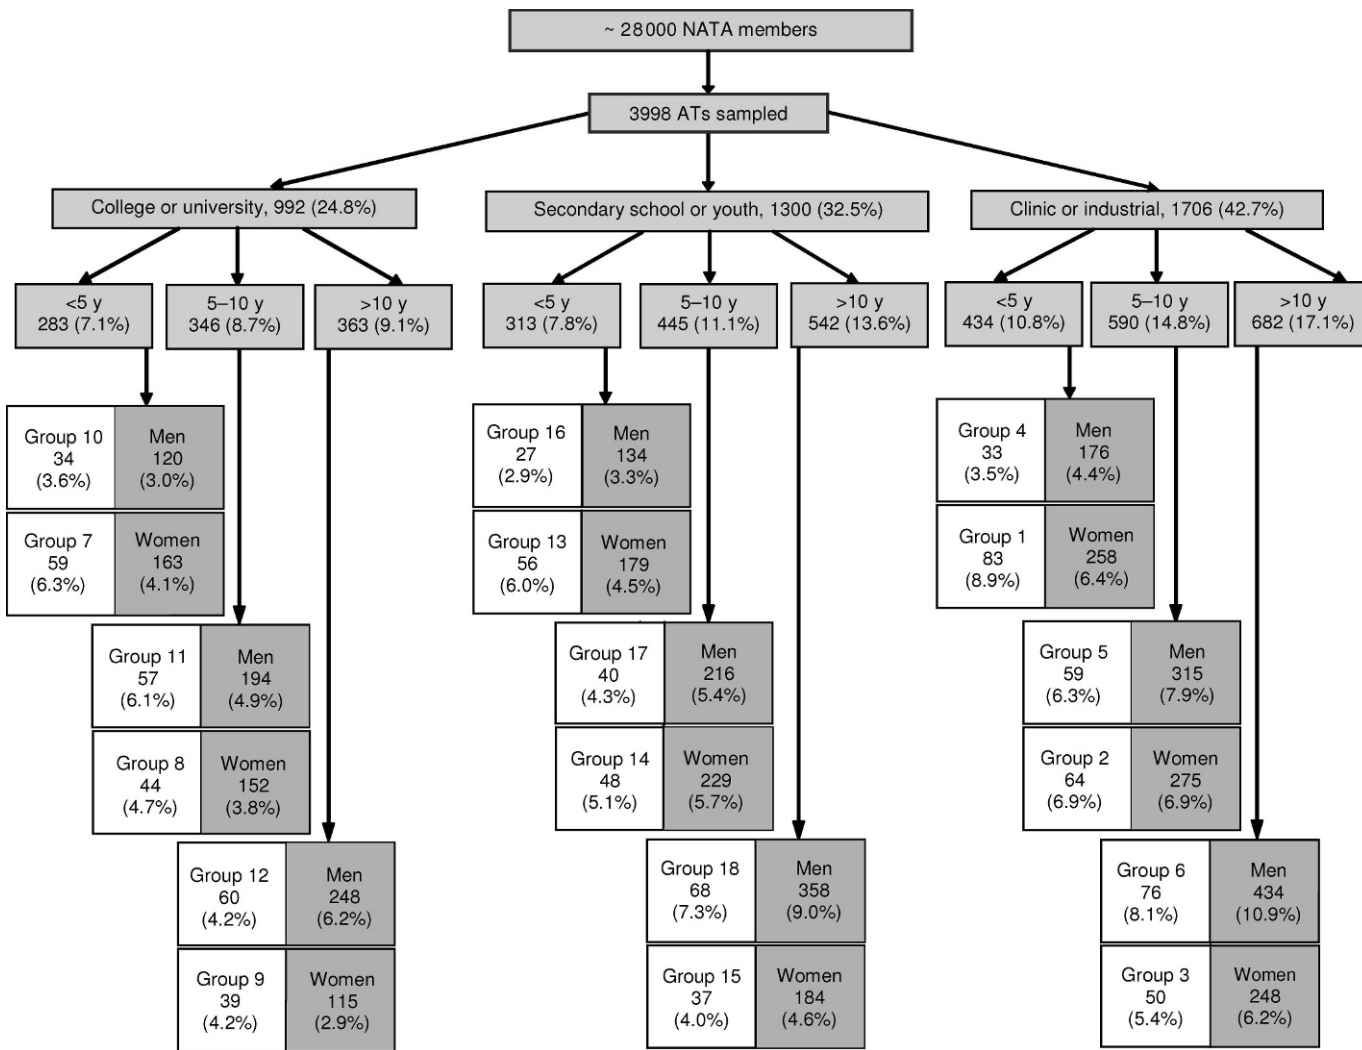 ~ 28000 NATA members
3998 ATs sampled
College or university, 992 (24.8%)
Secondary school or youth, 1300 (32.5%)
Clinic or industrial, 1706 (42.7%)
<5 y
283 (7.1%)
5–10 y
346 (8.7%)
>10 y
363 (9.1%)
<5 y
313 (7.8%)
5–10 y
445 (11.1%)
>10 y
542 (13.6%)
<5 y
434 (10.8%)
5–10 y
590 (14.8%)
>10 y
682 (17.1%)
Group 10
34
(3.6%)
Men
120
(3.0%)
Group 7
59
(6.3%)
Women
163
(4.1%)
Group 11
57
(6.1%)
Men
194
(4.9%)
Group 8
44
(4.7%)
Women
152
(3.8%)
Group 12
60
(4.2%)
Men
248
(6.2%)
Group 9
39
(4.2%)
Women
115
(2.9%)
Group 16
27
(2.9%)
Men
134
(3.3%)
Group 13
56
(6.0%)
Women
179
(4.5%)
Group 17
40
(4.3%)
Men
216
(5.4%)
Group 14
48
(5.1%)
Women
229
(5.7%)
Group 18
68
(7.3%)
Men
358
(9.0%)
Group 15
37
(4.0%)
Women
184
(4.6%)
Group 4
33
(3.5%)
Men
176
(4.4%)
Group 1
83
(8.9%)
Women
258
(6.4%)
Group 5
59
(6.3%)
Men
315
(7.9%)
Group 2
64
(6.9%)
Women
275
(6.9%)
Group 6
76
(8.1%)
Men
434
(10.9%)
Group 3
50
(5.4%)
Women
248
(6.2%)